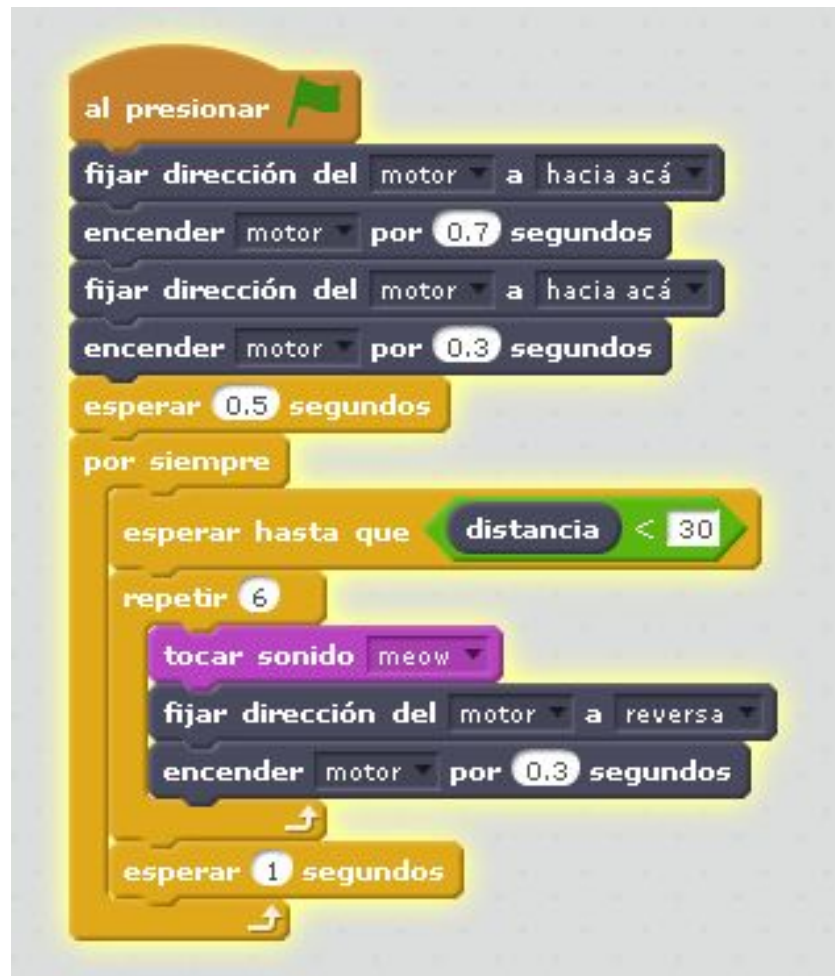 al presionar
fijar dirección del motor a hacia acá
encender motor por 0.7 segundos
fijar dirección del motor a hacia acá
encender motor por 0.3 segundos
esperar 0.5 segundos
por siempre
esperar hasta que distancia < 30
repetir 6
tocar sonido meow
fijar dirección del motor a reversa
encender motor por 0.3 segundos
esperar 1 segundos